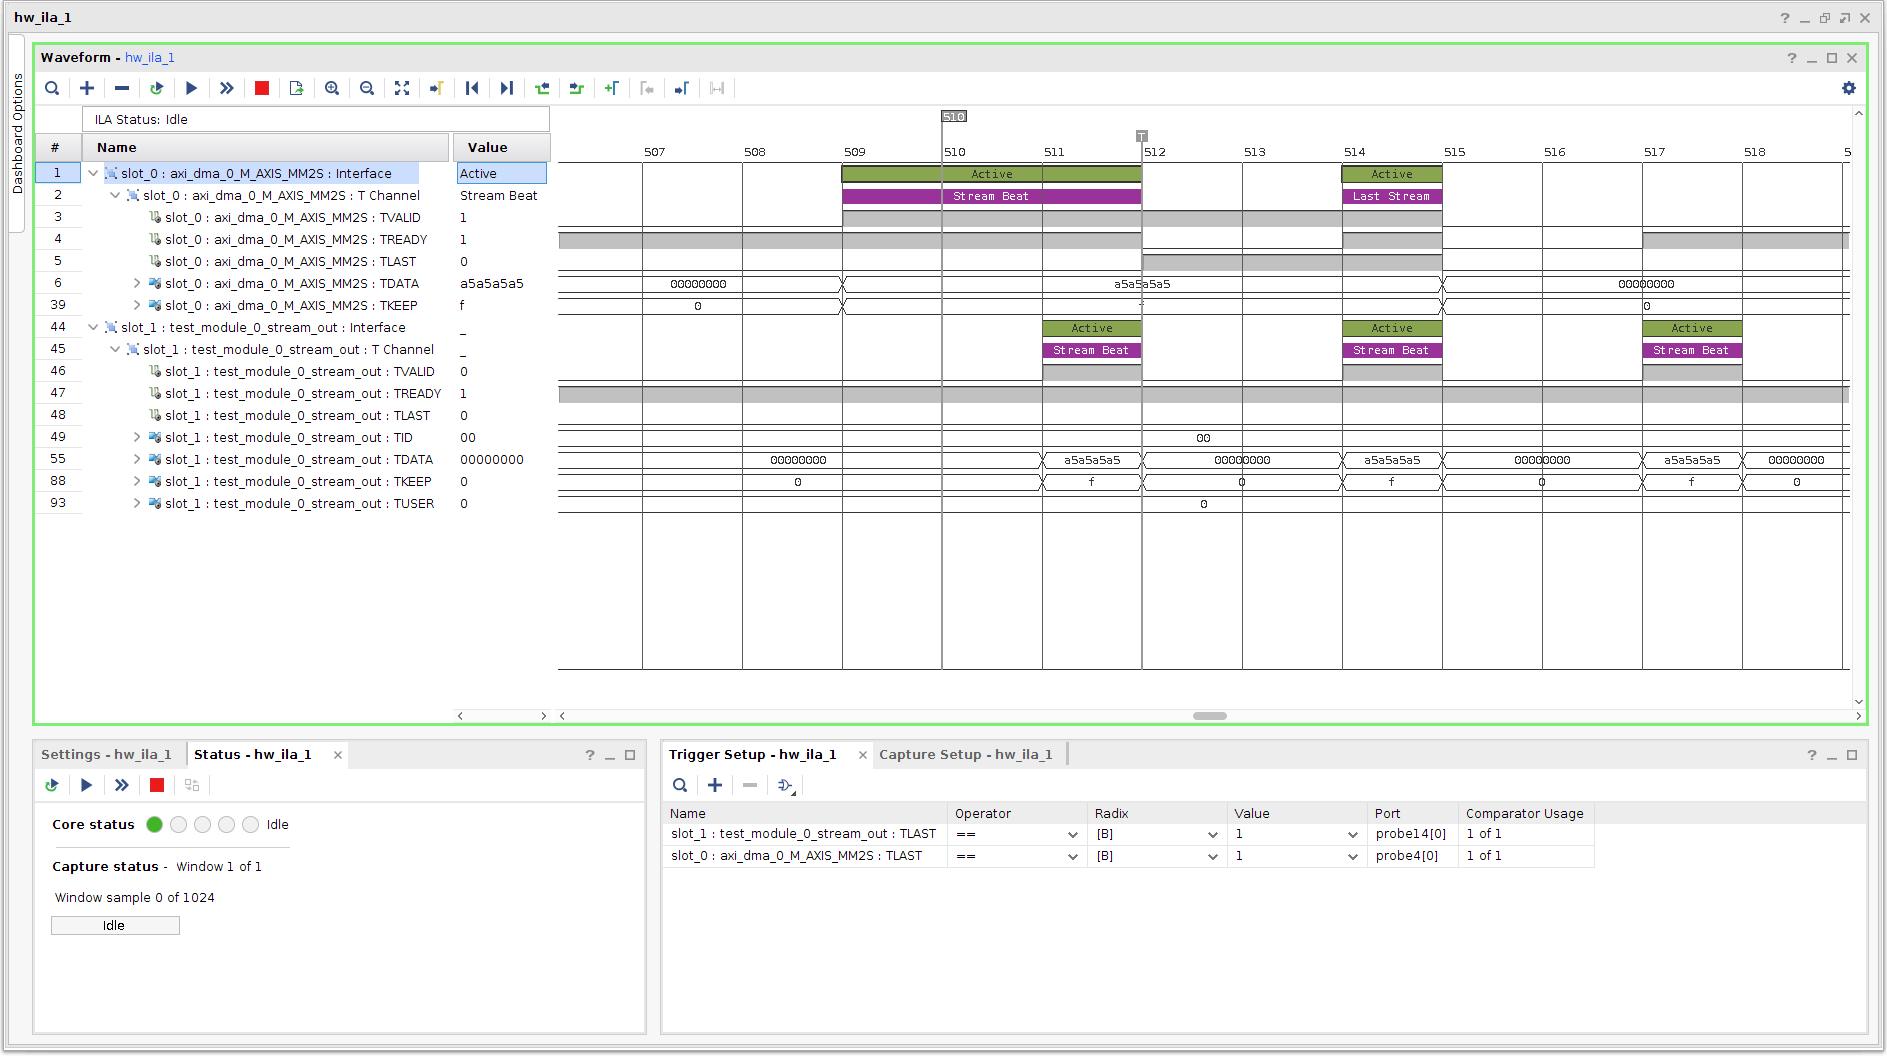 hw_ila_1
Dashboard Options
Waveform - hw_ila_1
ILA Status: Idle
510
T
507 508 509 510 511 512 513 514 515 516 517 518 5
# Name Value
1 slot_0 : axi_dma_0_M_AXIS_MM2S : Interface Active Active Active
2 slot_0 : axi_dma_0_M_AXIS_MM2S : T Channel Stream Beat Stream Beat Last Stream
3 slot_0 : axi_dma_0_M_AXIS_MM2S : TVALID 1
4 slot_0 : axi_dma_0_M_AXIS_MM2S : TREADY 1
5 slot_0 : axi_dma_0_M_AXIS_MM2S : TLAST 0
6 slot_0 : axi_dma_0_M_AXIS_MM2S : TDATA a5a5a5a5 00000000 a5a5a5a5 00000000
39 slot_0 : axi_dma_0_M_AXIS_MM2S : TKEEP f 0 f 0
44 slot_1 : test_module_0_stream_out : Interface _ Active Active Active
45 slot_1 : test_module_0_stream_out : T Channel _ Stream Beat Stream Beat Stream Beat
46 slot_1 : test_module_0_stream_out : TVALID 0
47 slot_1 : test_module_0_stream_out : TREADY 1
48 slot_1 : test_module_0_stream_out : TLAST 0
49 slot_1 : test_module_0_stream_out : TID 00 00
55 slot_1 : test_module_0_stream_out : TDATA 00000000 00000000 a5a5a5a5 00000000 a5a5a5a5 00000000 a5a5a5a5 00000000
88 slot_1 : test_module_0_stream_out : TKEEP 0 0 f 0 f 0 f 0
93 slot_1 : test_module_0_stream_out : TUSER 0 0
Settings - hw_ila_1 Status - hw_ila_1
Core status Idle
Capture status - Window 1 of 1
Window sample 0 of 1024
Idle
Trigger Setup - hw_ila_1 Capture Setup - hw_ila_1
Name Operator Radix Value Port Comparator Usage
slot_1 : test_module_0_stream_out : TLAST == [B] 1 probe14[0] 1 of 1
slot_0 : axi_dma_0_M_AXIS_MM2S : TLAST == [B] 1 probe4[0] 1 of 1